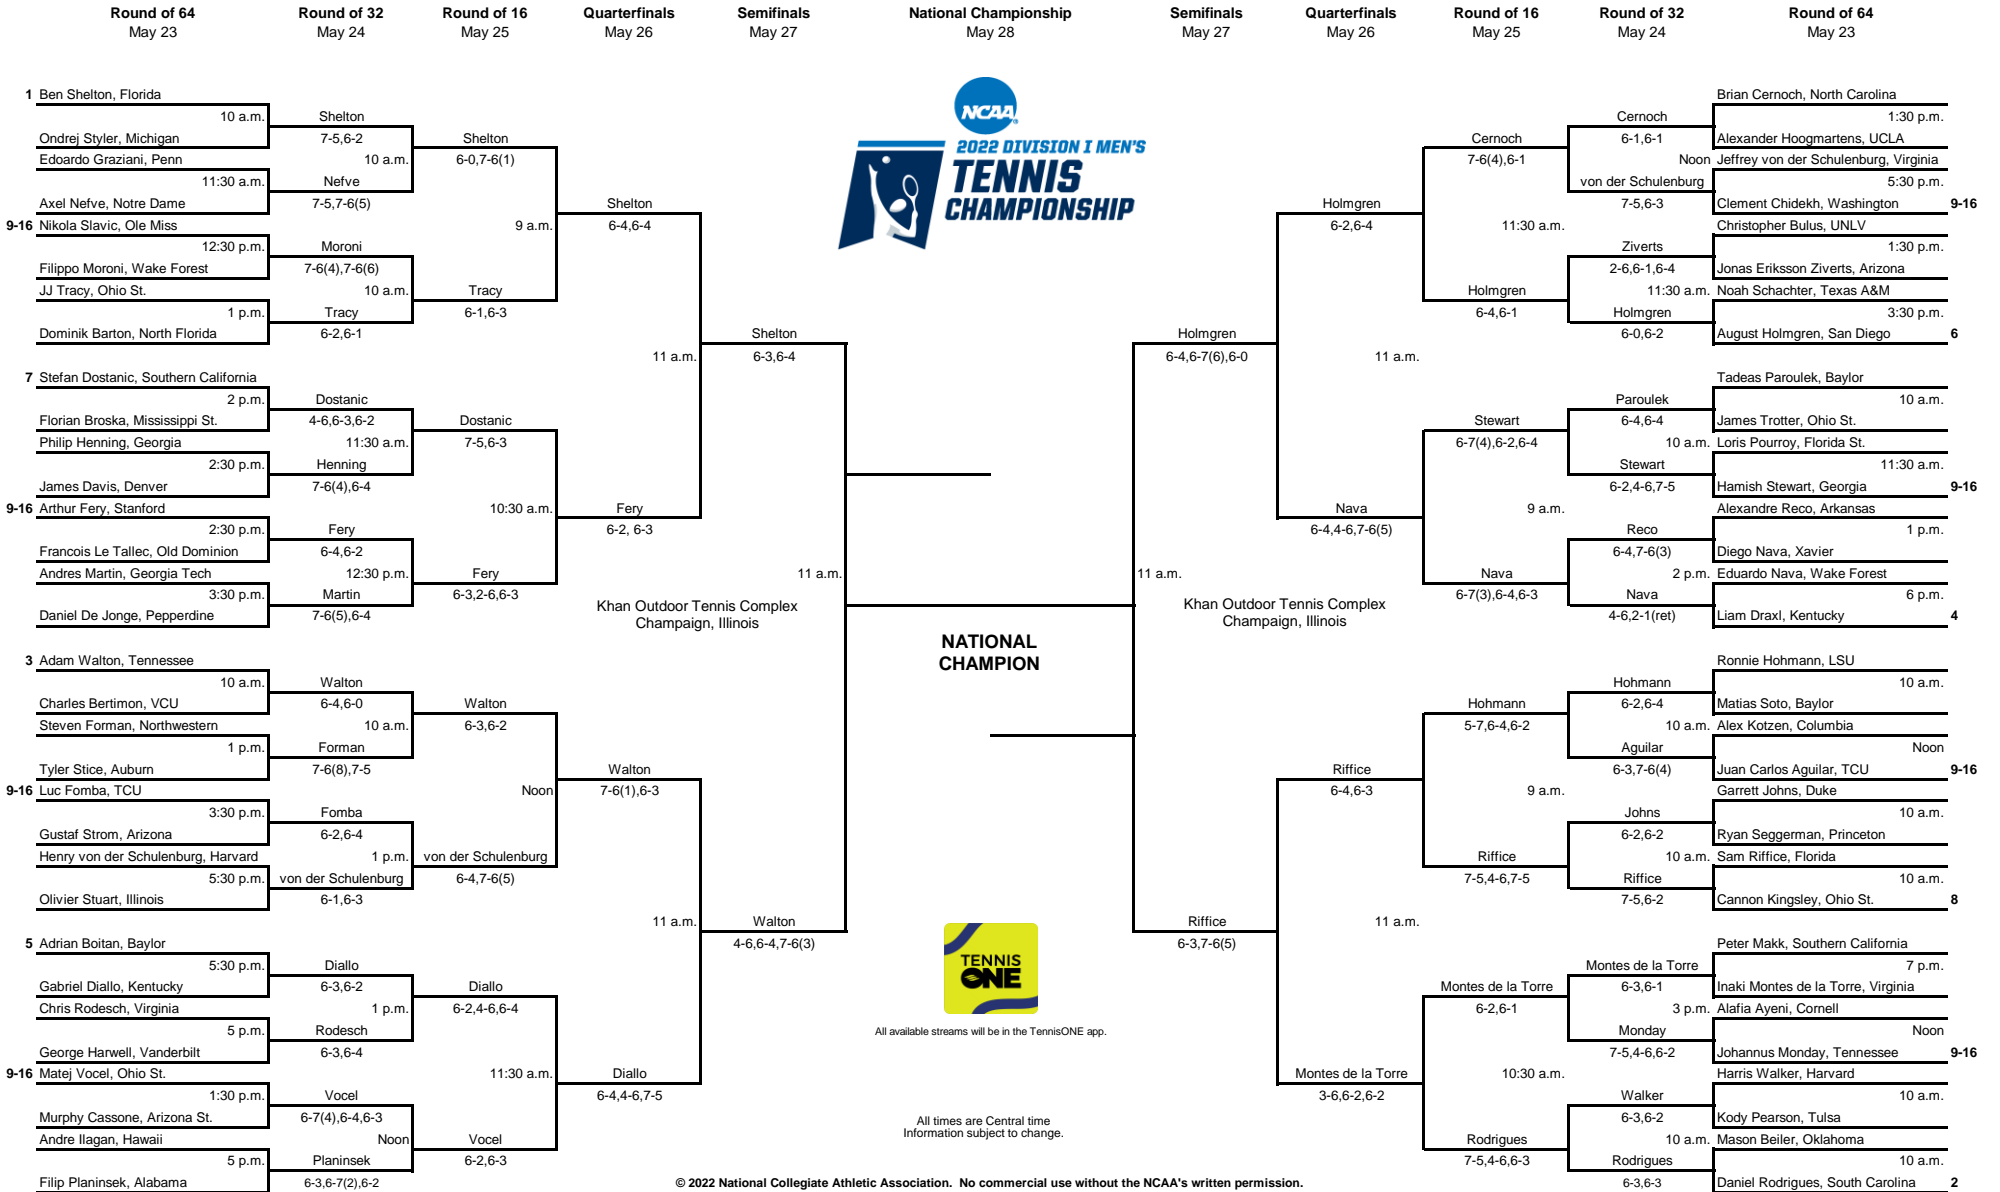 Round of 64
May 23
Round of 32
May 24
Round of 16
May 25
Quarterfinals
May 26
Semifinals
May 27
National Championship
May 28
Semifinals
May 27
Quarterfinals
May 26
Round of 16
May 25
Round of 32
May 24
Round of 64
May 23
1 Ben Shelton, Florida
10 a.m.
Ondrej Styler, Michigan
Edoardo Graziani, Penn
11:30 a.m.
Axel Nefve, Notre Dame
9-16 Nikola Slavic, Ole Miss
12:30 p.m.
Filippo Moroni, Wake Forest
JJ Tracy, Ohio St.
1 p.m.
Dominik Barton, North Florida
7 Stefan Dostanic, Southern California
2 p.m.
Florian Broska, Mississippi St.
Philip Henning, Georgia
2:30 p.m.
James Davis, Denver
9-16 Arthur Fery, Stanford
2:30 p.m.
Francois Le Tallec, Old Dominion
Andres Martin, Georgia Tech
3:30 p.m.
Daniel De Jonge, Pepperdine
3 Adam Walton, Tennessee
10 a.m.
Charles Bertimon, VCU
Steven Forman, Northwestern
1 p.m.
Tyler Stice, Auburn
9-16 Luc Fomba, TCU
3:30 p.m.
Gustaf Strom, Arizona
Henry von der Schulenburg, Harvard
5:30 p.m.
Olivier Stuart, Illinois
5 Adrian Boitan, Baylor
5:30 p.m.
Gabriel Diallo, Kentucky
Chris Rodesch, Virginia
5 p.m.
George Harwell, Vanderbilt
9-16 Matej Vocel, Ohio St.
1:30 p.m.
Murphy Cassone, Arizona St.
Andre Ilagan, Hawaii
5 p.m.
Filip Planinsek, Alabama
Shelton
7-5,6-2
10 a.m.
Nefve
7-5,7-6(5)
Moroni
7-6(4),7-6(6)
10 a.m.
Tracy
6-2,6-1
Dostanic
4-6,6-3,6-2
11:30 a.m.
Henning
7-6(4),6-4
Fery
6-4,6-2
12:30 p.m.
Martin
7-6(5),6-4
Walton
6-4,6-0
10 a.m.
Forman
7-6(8),7-5
Fomba
6-2,6-4
1 p.m.
von der Schulenburg
6-1,6-3
Diallo
6-3,6-2
1 p.m.
Rodesch
6-3,6-4
Vocel
6-7(4),6-4,6-3
Noon
Planinsek
6-3,6-7(2),6-2
Shelton
6-0,7-6(1)
9 a.m.
Tracy
6-1,6-3
Dostanic
7-5,6-3
10:30 a.m.
Fery
6-3,2-6,6-3
Walton
6-3,6-2
Noon
von der Schulenburg
6-4,7-6(5)
Diallo
6-2,4-6,6-4
11:30 a.m.
Vocel
6-2,6-3
Shelton
6-4,6-4
11 a.m.
Fery
6-2, 6-3
Walton
7-6(1),6-3
11 a.m.
Diallo
6-4,4-6,7-5
Shelton
6-3,6-4
11 a.m.
Khan Outdoor Tennis Complex
Champaign, Illinois
Walton
4-6,6-4,7-6(3)
NCAA
2022 DIVISION I MEN'S
TENNIS
CHAMPIONSHIP
NATIONAL
CHAMPION
TENNIS
ONE
All available streams will be in the TennisONE app.
All times are Central time
Information subject to change.
© 2022 National Collegiate Athletic Association. No commercial use without the NCAA's written permission.
Holmgren
6-4,6-7(6),6-0
11 a.m.
Khan Outdoor Tennis Complex
Champaign, Illinois
Riffice
6-3,7-6(5)
Holmgren
6-2,6-4
11 a.m.
Nava
6-4,4-6,7-6(5)
Riffice
6-4,6-3
11 a.m.
Montes de la Torre
3-6,6-2,6-2
Cernoch
7-6(4),6-1
11:30 a.m.
Holmgren
6-4,6-1
Stewart
6-7(4),6-2,6-4
9 a.m.
Nava
6-7(3),6-4,6-3
Hohmann
5-7,6-4,6-2
9 a.m.
Riffice
7-5,4-6,7-5
Montes de la Torre
6-2,6-1
10:30 a.m.
Rodrigues
7-5,4-6,6-3
Cernoch
6-1,6-1
Noon
von der Schulenburg
7-5,6-3
Ziverts
2-6,6-1,6-4
11:30 a.m.
Holmgren
6-0,6-2
Paroulek
6-4,6-4
10 a.m.
Stewart
6-2,4-6,7-5
Reco
6-4,7-6(3)
2 p.m.
Nava
4-6,2-1(ret)
Hohmann
6-2,6-4
10 a.m.
Aguilar
6-3,7-6(4)
Johns
6-2,6-2
10 a.m.
Riffice
7-5,6-2
Montes de la Torre
6-3,6-1
3 p.m.
Monday
7-5,4-6,6-2
Walker
6-3,6-2
10 a.m.
Rodrigues
6-3,6-3
Brian Cernoch, North Carolina
1:30 p.m.
Alexander Hoogmartens, UCLA
Jeffrey von der Schulenburg, Virginia
5:30 p.m.
Clement Chidekh, Washington 9-16
Christopher Bulus, UNLV
1:30 p.m.
Jonas Eriksson Ziverts, Arizona
Noah Schachter, Texas A&M
3:30 p.m.
August Holmgren, San Diego 6
Tadeas Paroulek, Baylor
10 a.m.
James Trotter, Ohio St.
Loris Pourroy, Florida St.
11:30 a.m.
Hamish Stewart, Georgia 9-16
Alexandre Reco, Arkansas
1 p.m.
Diego Nava, Xavier
Eduardo Nava, Wake Forest
6 p.m.
Liam Draxl, Kentucky 4
Ronnie Hohmann, LSU
10 a.m.
Matias Soto, Baylor
Alex Kotzen, Columbia
Noon
Juan Carlos Aguilar, TCU 9-16
Garrett Johns, Duke
10 a.m.
Ryan Seggerman, Princeton
Sam Riffice, Florida
10 a.m.
Cannon Kingsley, Ohio St. 8
Peter Makk, Southern California
7 p.m.
Inaki Montes de la Torre, Virginia
Alafia Ayeni, Cornell
Noon
Johannus Monday, Tennessee 9-16
Harris Walker, Harvard
10 a.m.
Kody Pearson, Tulsa
Mason Beiler, Oklahoma
10 a.m.
Daniel Rodrigues, South Carolina 2